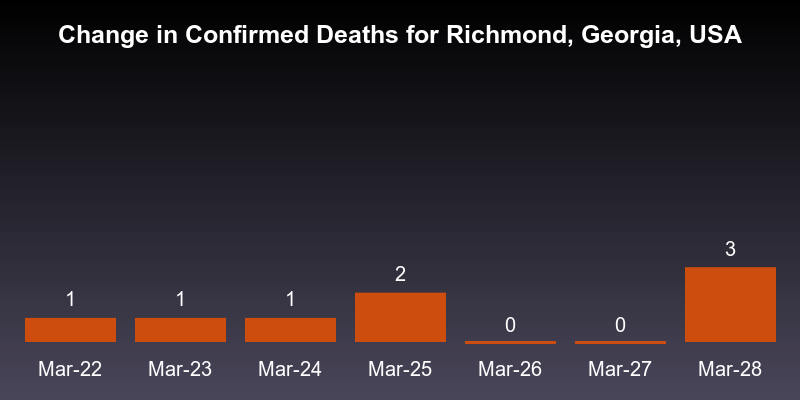 Change in Confirmed Deaths for Richmond, Georgia, USA
3
2
1 1 1
0 0
Mar-22 Mar-23 Mar-24 Mar-25 Mar-26 Mar-27 Mar-28